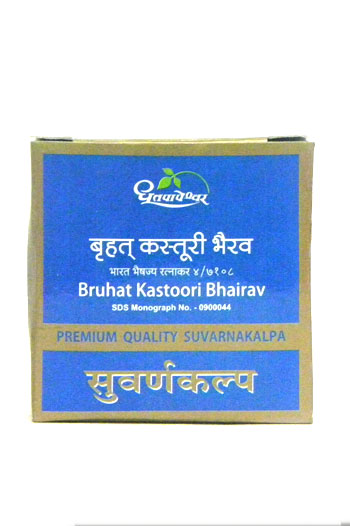 धूतपापेश्वर
बृहत् कस्तूरी भैरव
भारत भैषज्य रत्नाकर ४/७१०८
Bruhat Kastoori Bhairav
SDS Monograph No. - 0900044
PREMIUM QUALITY SUVARNAKALPA
सुवर्णकल्प